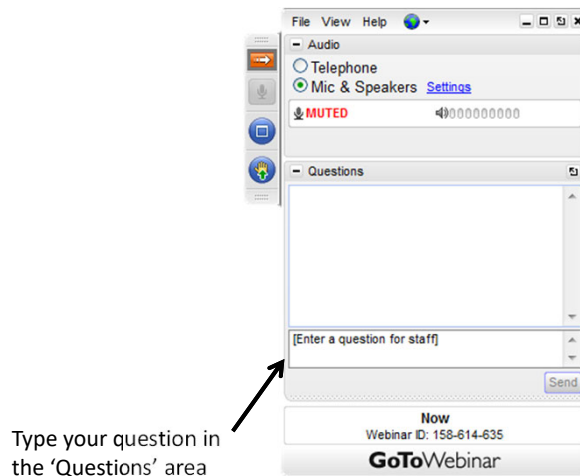 File View Help
Audio
Telephone
Mic & Speakers Settings
MUTED
Questions
[Enter a question for staff]
Send
Now
Webinar ID: 158-614-635
GoToWebinar
Type your question in
the ‘Questions’ area